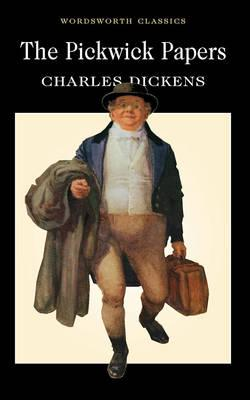 WORDSWORTH CLASSICS
The Pickwick Papers
CHARLES DICKENS